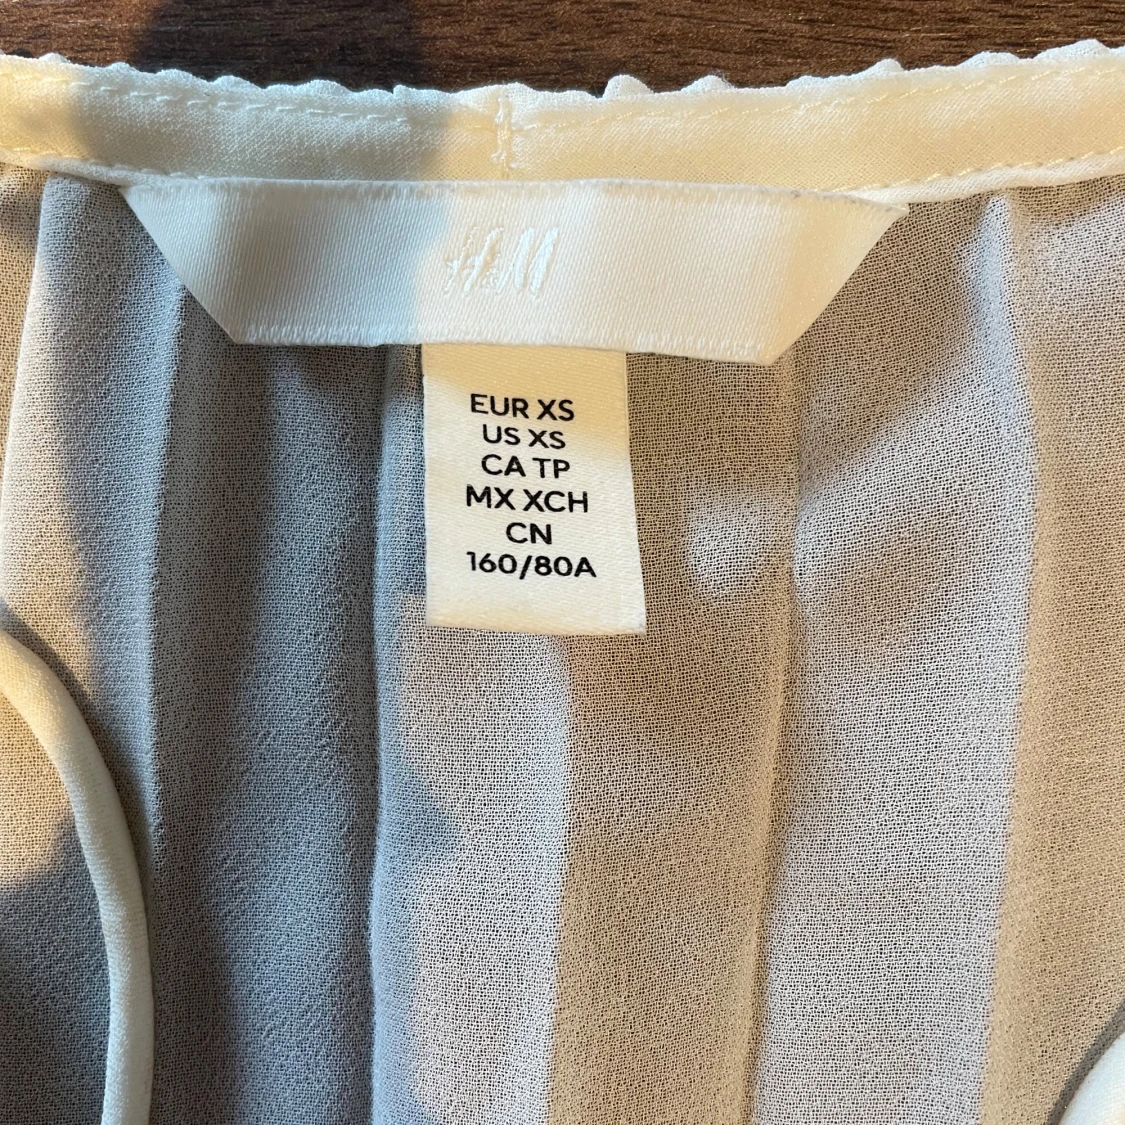 H&M
EUR XS
US XS
CA TP
MX XCH
CN
160/80A